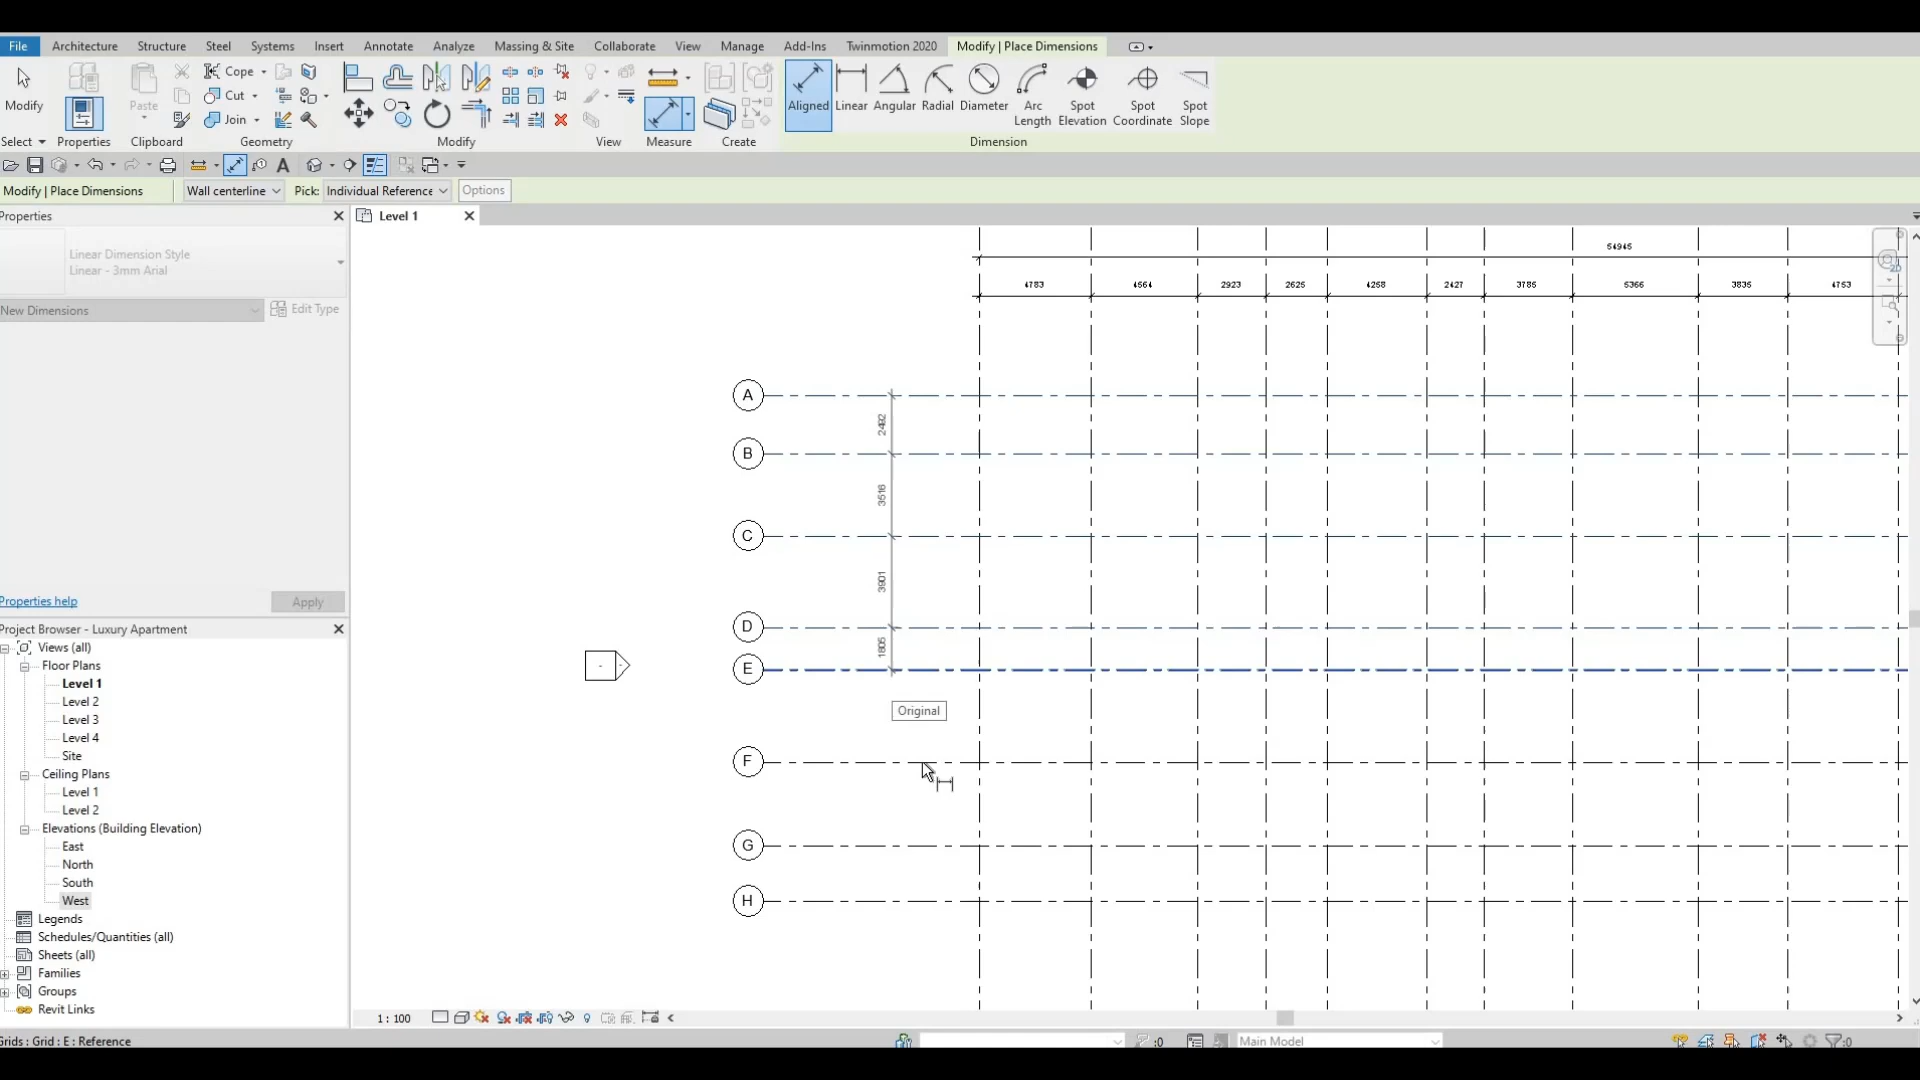 File Architecture Structure Steel Systems Insert Annotate Analyze Massing & Site Collaborate View Manage Add-Ins Twinmotion 2020 Modify | Place Dimensions
Modify Paste Cope Cut Join Aligned Linear Angular Radial Diameter Arc Length Spot Elevation Spot Coordinate Spot Slope
Select Properties Clipboard Geometry Modify View Measure Create Dimension
Modify | Place Dimensions Wall centerline Pick: Individual Reference Options
Properties
Level 1
Linear Dimension Style
Linear - 3mm Arial
New Dimensions Edit Type
Properties help Apply
Project Browser - Luxury Apartment
Views (all)
Floor Plans
Level 1
Level 2
Level 3
Level 4
Site
Ceiling Plans
Level 1
Level 2
Elevations (Building Elevation)
East
North
South
West
Legends
Schedules/Quantities (all)
Sheets (all)
Families
Groups
Revit Links
2D
54945
4783 4564 2923 2625 4258 2427 3785 5366 3835 4753
A
2492
B
3516
C
3901
D
1805
E
Original
F
G
H
1 : 100
Grids : Grid : E : Reference
:0
Main Model
:0